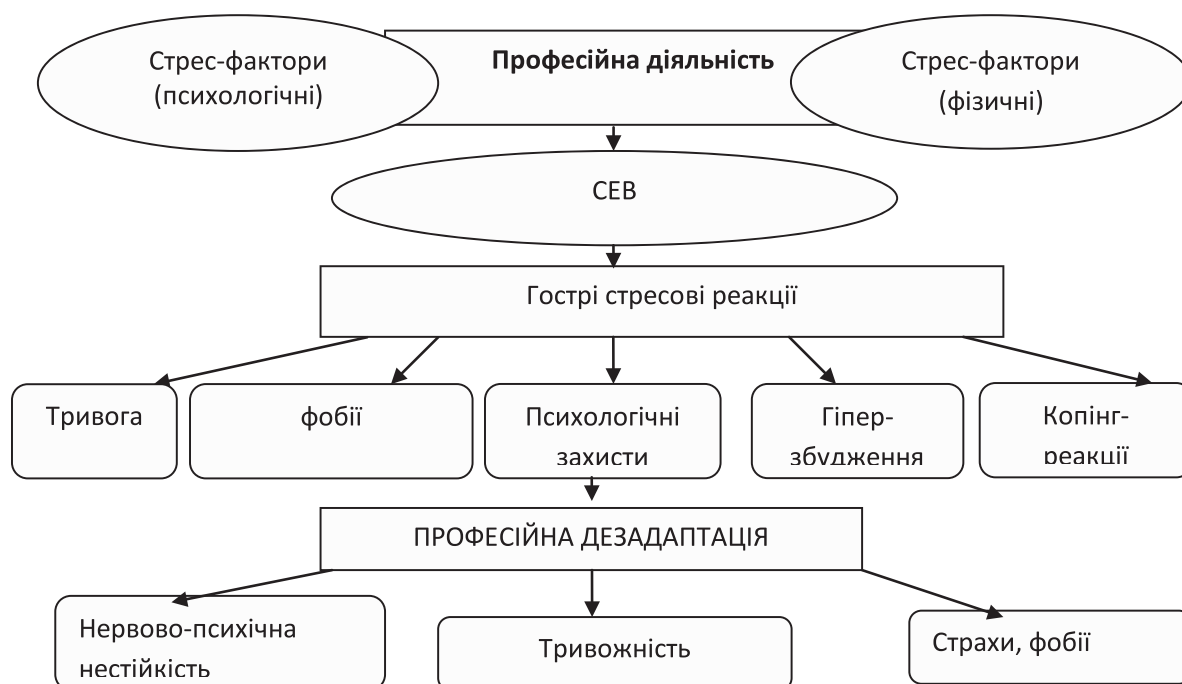 Стрес-фактори
(психологічні)
Професійна діяльність
Стрес-фактори
(фізичні)
СЕВ
Гострі стресові реакції
Тривога
фобії
Психологічні
захисти
Гіпер-
збудження
Копінг-
реакції
ПРОФЕСІЙНА ДЕЗАДАПТАЦІЯ
Нервово-психічна
нестійкість
Тривожність
Страхи, фобії